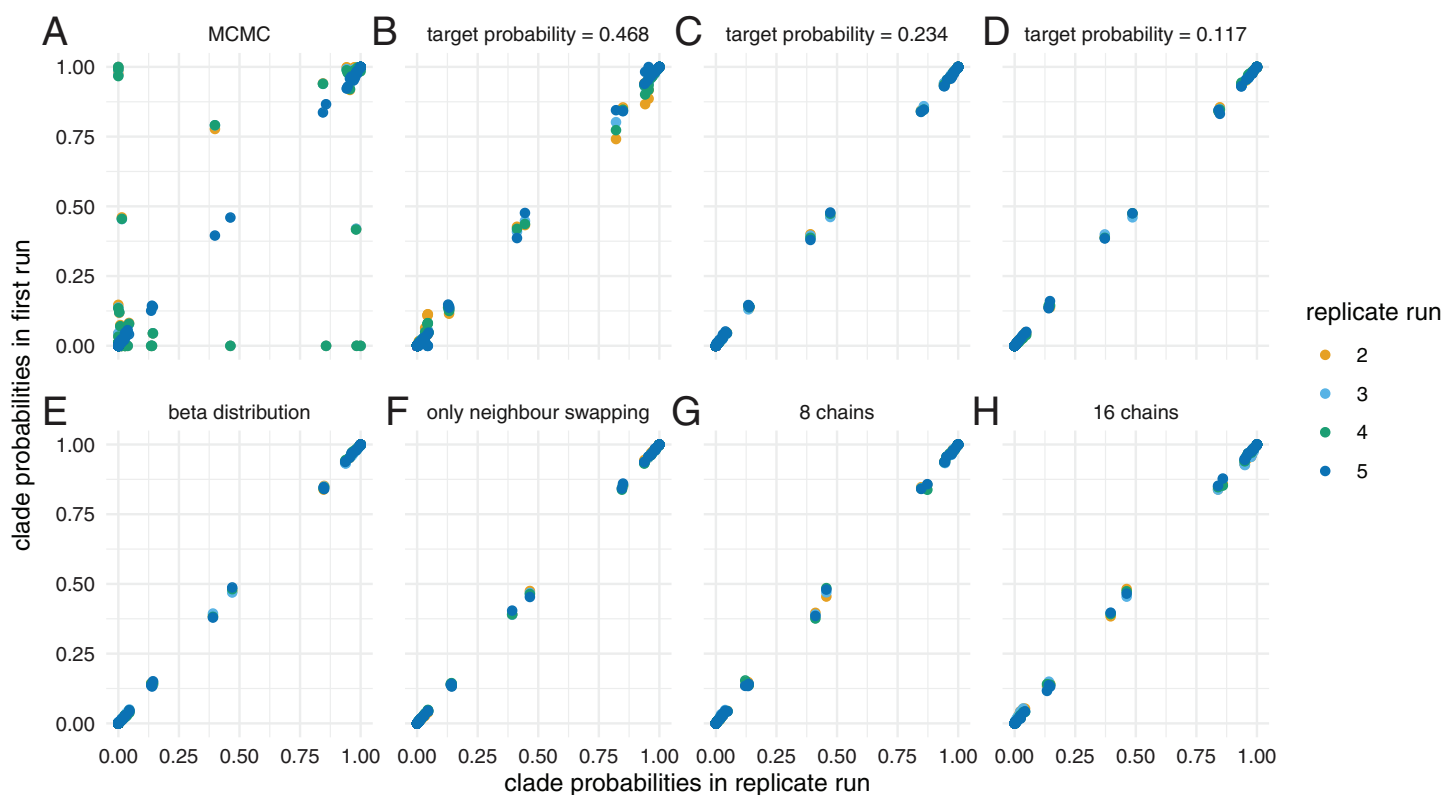 A MCMC B target probability = 0.468 C target probability = 0.234 D target probability = 0.117
1.00
0.75
0.50
0.25
0.00
clade probabilities in first run
E beta distribution F only neighbour swapping G 8 chains H 16 chains
1.00
0.75
0.50
0.25
0.00
0.00 0.25 0.50 0.75 1.00 0.00 0.25 0.50 0.75 1.00 0.00 0.25 0.50 0.75 1.00 0.00 0.25 0.50 0.75 1.00
clade probabilities in replicate run
replicate run
2
3
4
5